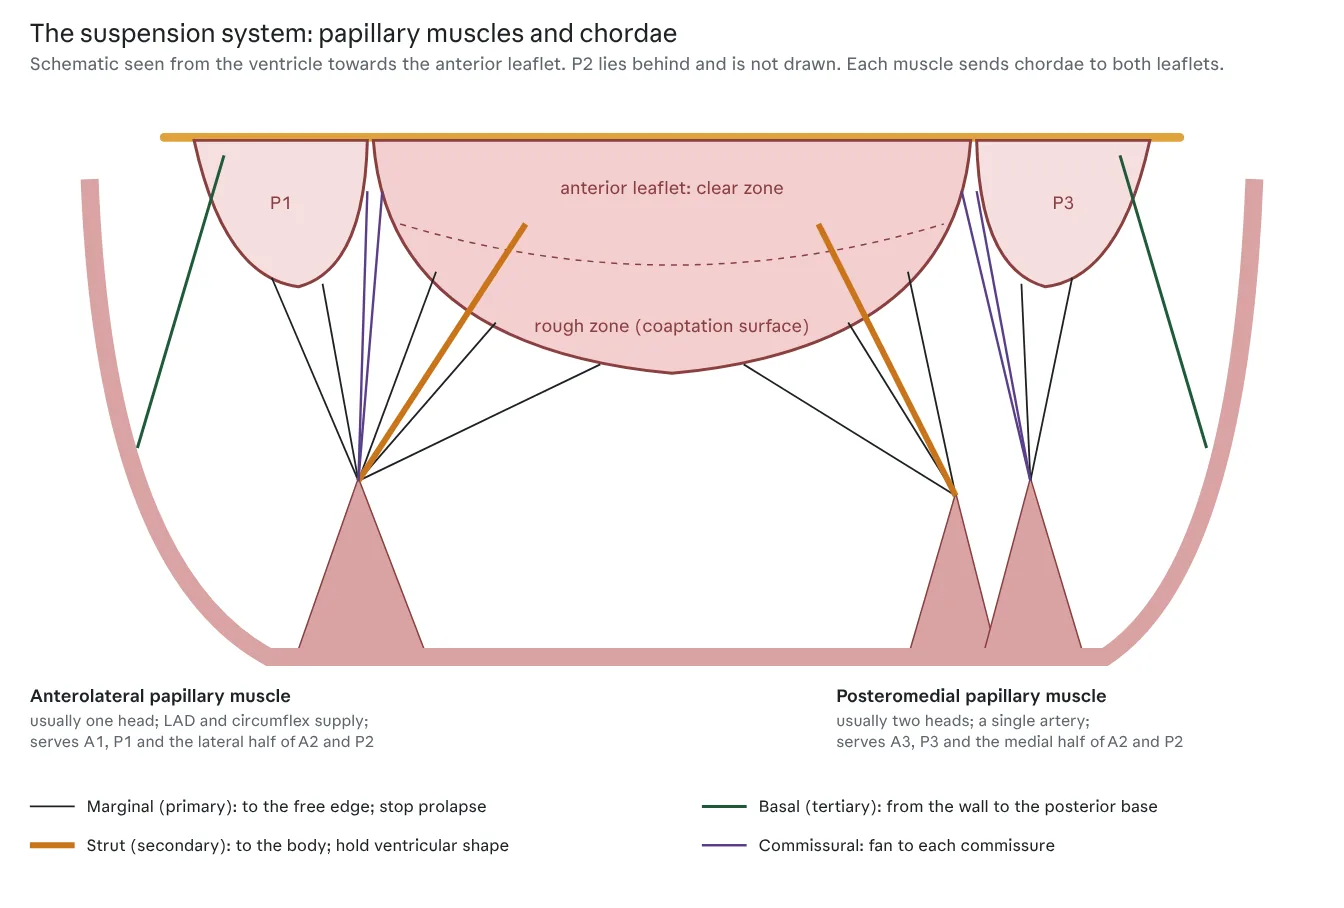 The suspension system: papillary muscles and chordae
Schematic seen from the ventricle towards the anterior leaflet. P2 lies behind and is not drawn. Each muscle sends chordae to both leaflets.
anterior leaflet: clear zone
P1
P3
rough zone (coaptation surface)
Anterolateral papillary muscle
usually one head; LAD and circumflex supply;
serves A1, P1 and the lateral half of A2 and P2
Posteromedial papillary muscle
usually two heads; a single artery;
serves A3, P3 and the medial half of A2 and P2
Marginal (primary): to the free edge; stop prolapse
Basal (tertiary): from the wall to the posterior base
Strut (secondary): to the body; hold ventricular shape
Commissural: fan to each commissure